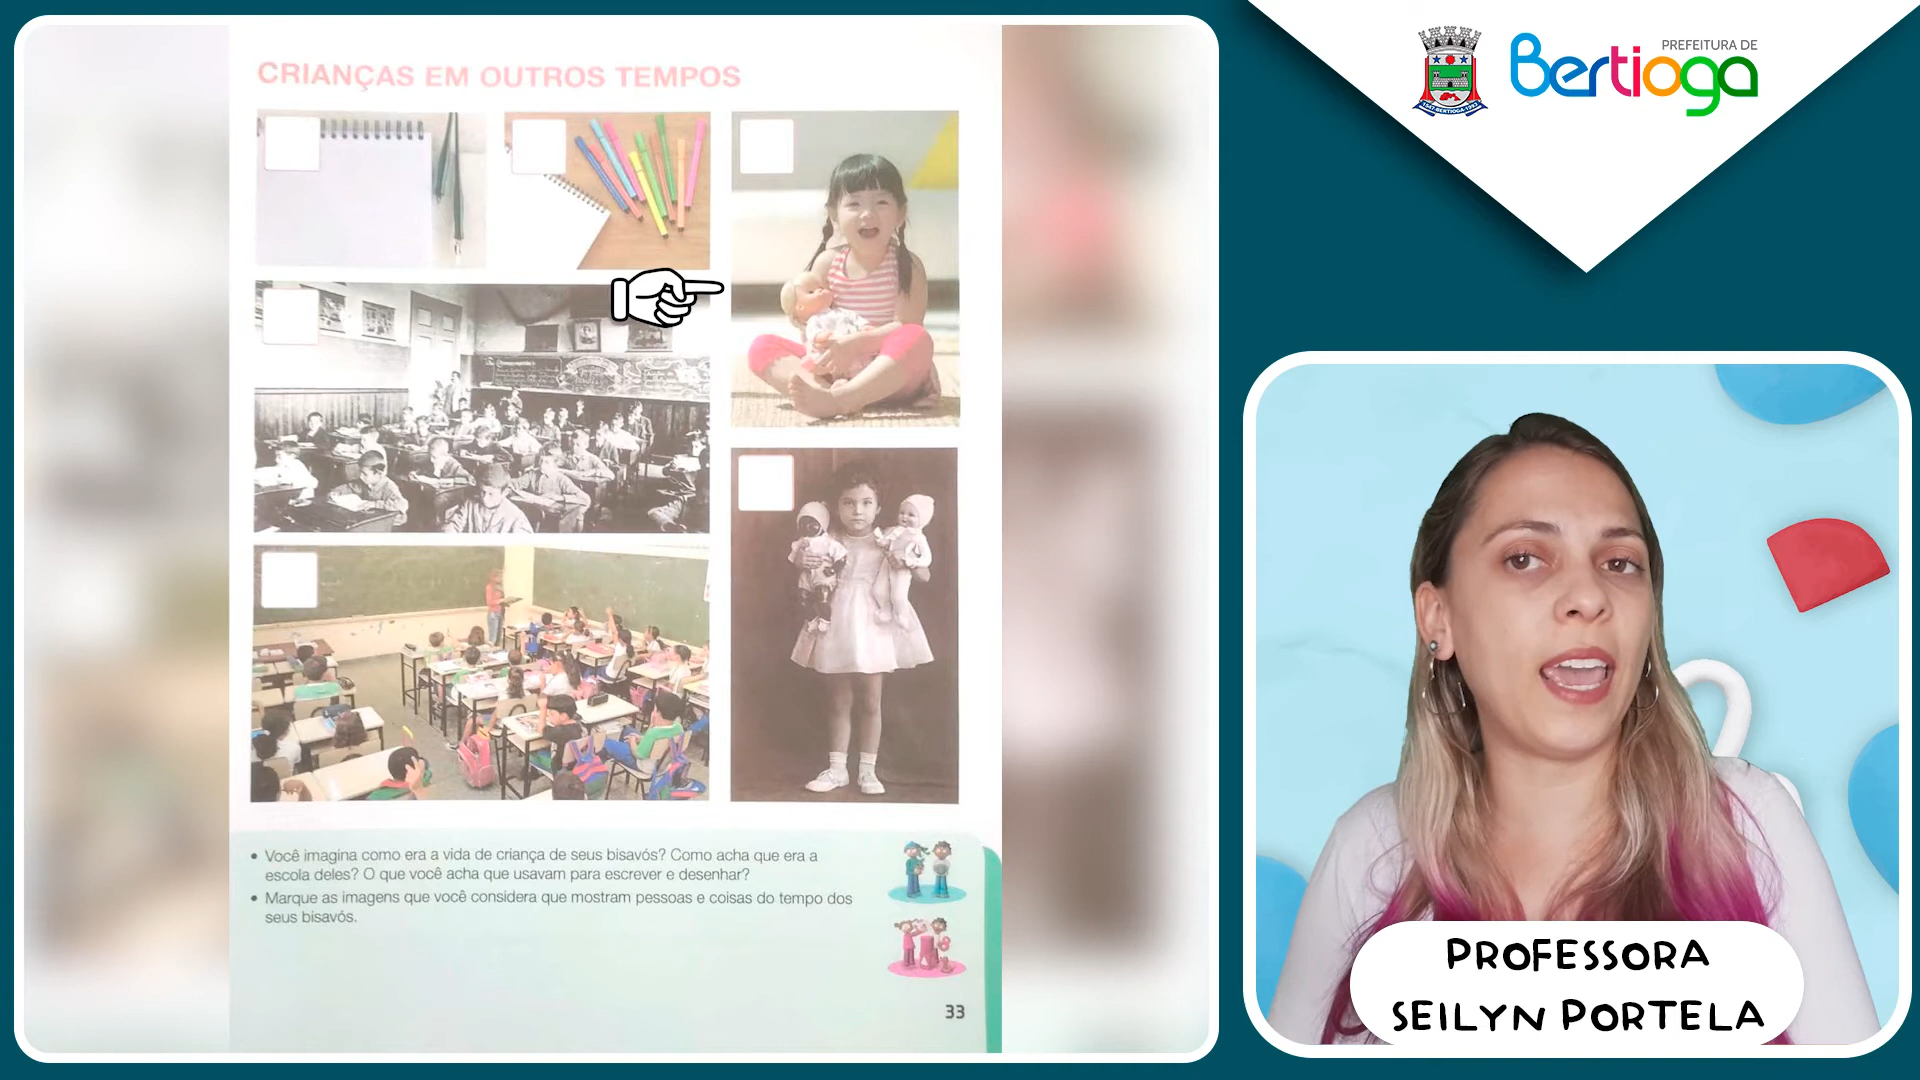 CRIANÇAS EM OUTROS TEMPOS
• Você imagina como era a vida de criança de seus bisavós? Como acha que era a
escola deles? O que você acha que usavam para escrever e desenhar?
• Marque as imagens que você considera que mostram pessoas e coisas do tempo dos
seus bisavós.
33
PREFEITURA DE
Bertioga
PROFESSORA
SEILYN PORTELA